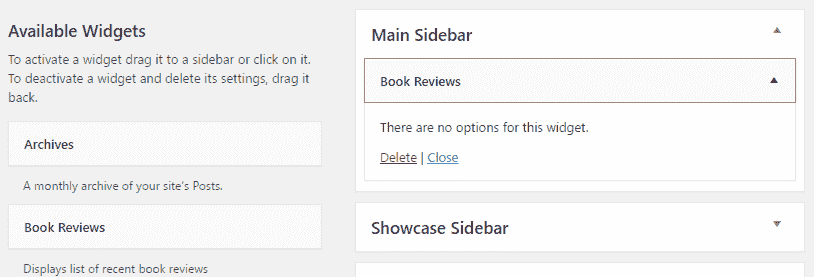 Available Widgets
To activate a widget drag it to a sidebar or click on it.
To deactivate a widget and delete its settings, drag it
back.
Archives
A monthly archive of your site's Posts.
Book Reviews
Displays list of recent book reviews
Main Sidebar
Book Reviews
There are no options for this widget.
Delete | Close
Showcase Sidebar